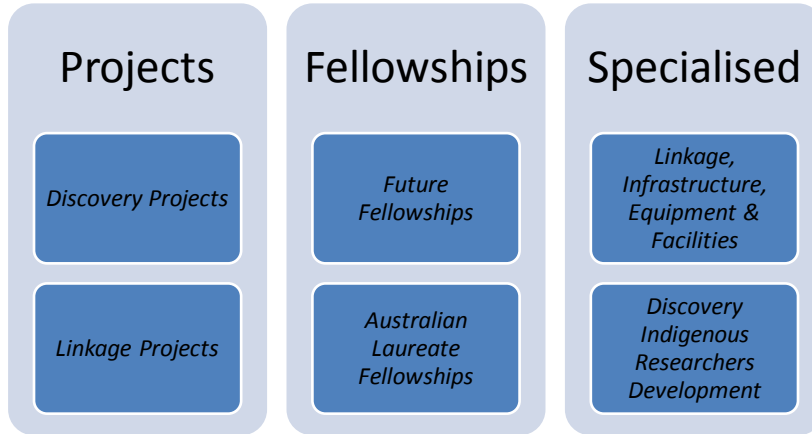 Projects
Discovery Projects
Linkage Projects
Fellowships
Future
Fellowships
Australian
Laureate
Fellowships
Specialised
Linkage,
Infrastructure,
Equipment &
Facilities
Discovery
Indigenous
Researchers
Development